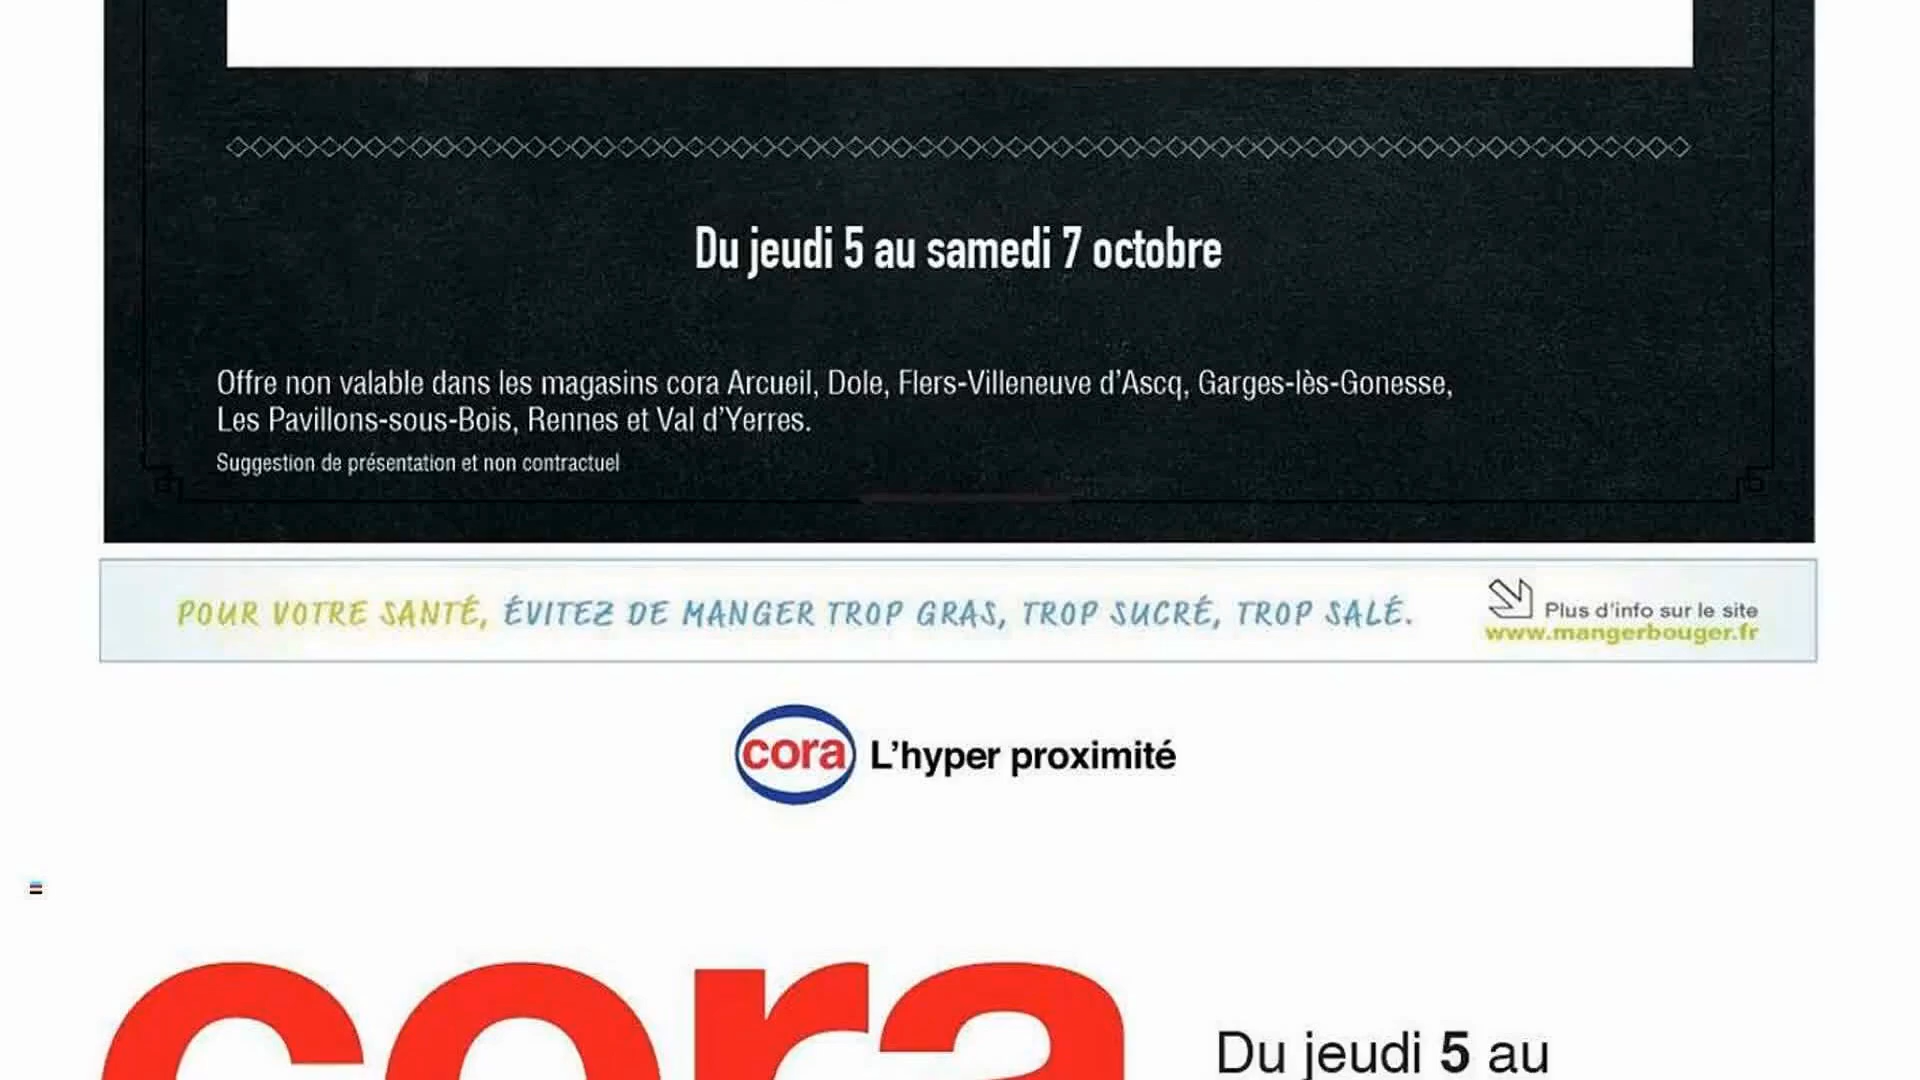 Du jeudi 5 au samedi 7 octobre
Offre non valable dans les magasins cora Arcueil, Dole, Flers-Villeneuve d'Ascq, Garges-lès-Gonesse,
Les Pavillons-sous-Bois, Rennes et Val d'Yerres.
Suggestion de présentation et non contractuel
POUR VOTRE SANTÉ, ÉVITEZ DE MANGER TROP GRAS, TROP SUCRÉ, TROP SALÉ.
Plus d'info sur le site
www.mangerbouger.fr
cora L'hyper proximité
cora
Du jeudi 5 au